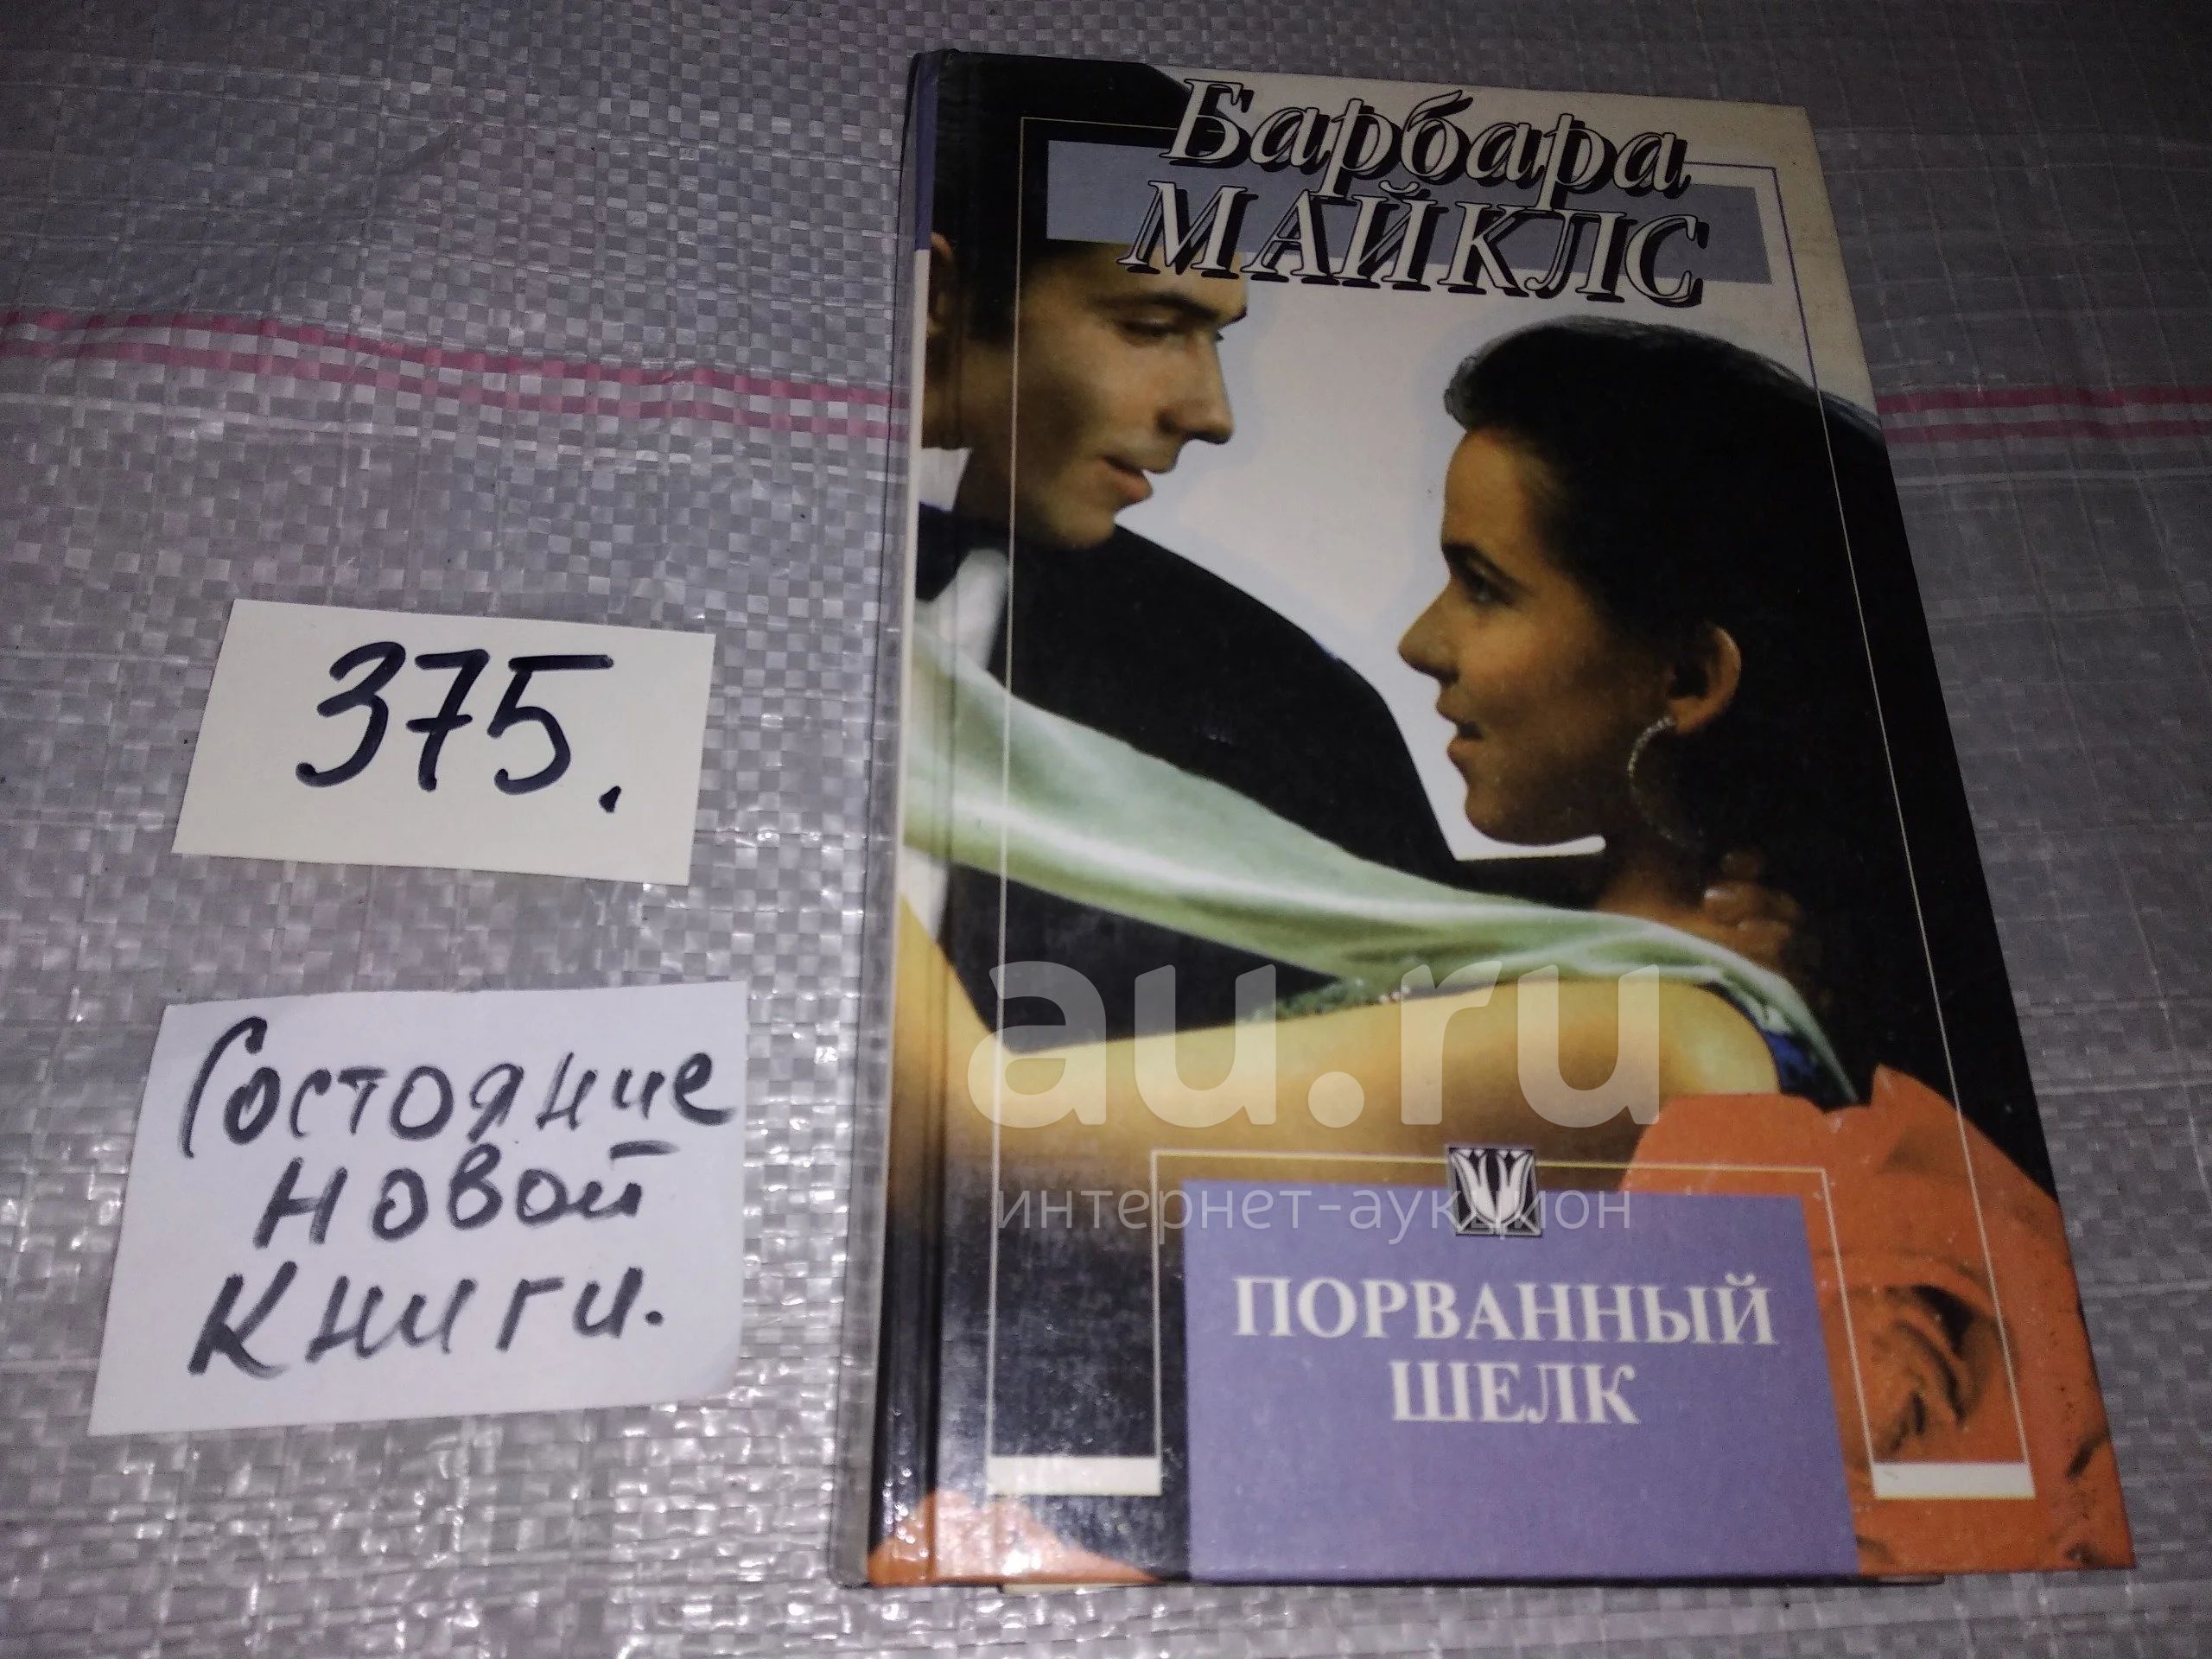 Барбара
МАЙКЛС
375.
Состояние
новой
книги.
au.ru
интернет-аукцион
ПОРВАННЫЙ
ШЕЛК